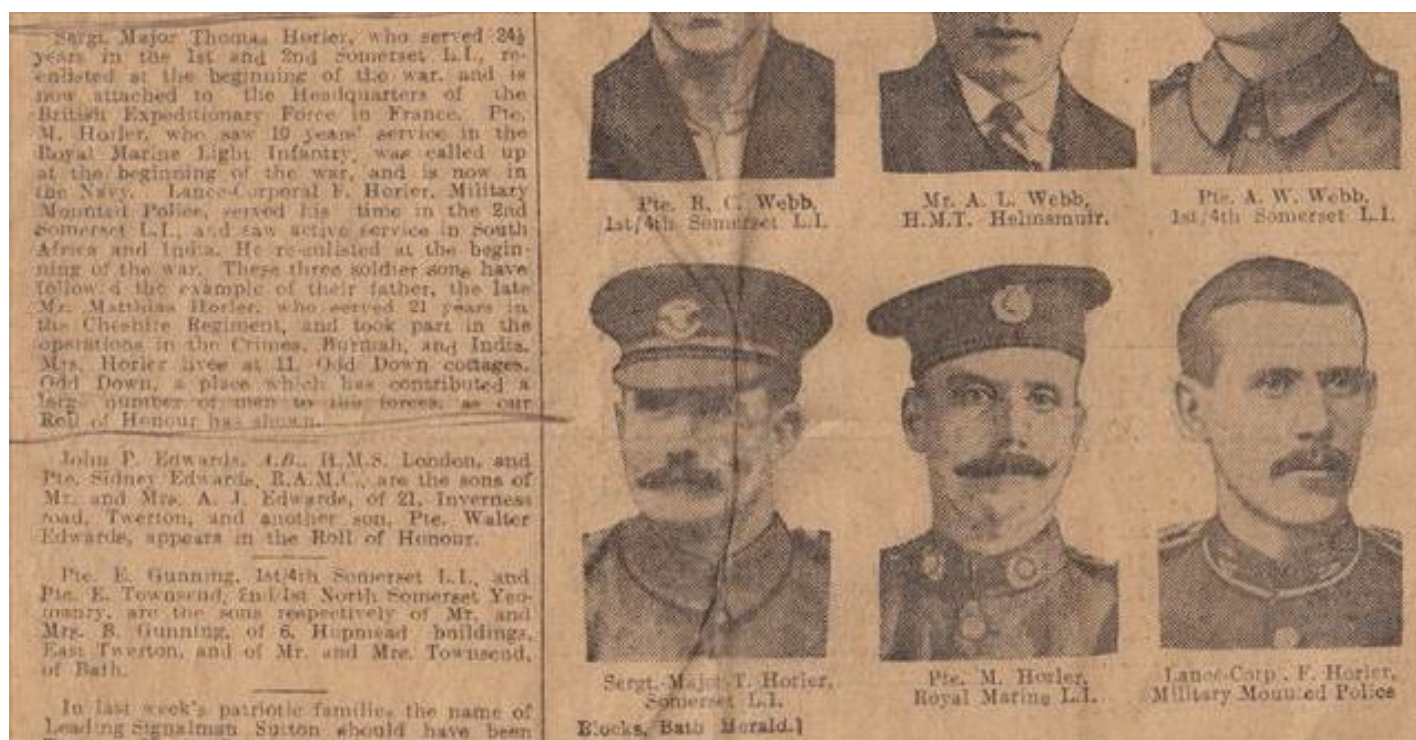 Sergt. Major Thomas Horler, who served 24½
years in the 1st and 2nd Somerset L.I., re-
enlisted at the beginning of the war, and is
now attached to the Headquarters of the
British Expeditionary Force in France. Pte.
M. Horler, who saw 10 years' service in the
Royal Marine Light Infantry, was called up
at the beginning of the war, and is now in
the Navy. Lance-Corporal F. Horler, Military
Mounted Police, served his time in the 2nd
Somerset L.I., and saw active service in South
Africa and India. He re-enlisted at the begin-
ning of the war. These three soldier sons have
follow.d the example of their father, the late
Mr. Matthias Horler, who served 21 years in
the Cheshire Regiment, and took part in the
operations in the Crimea, Burmah, and India.
Mrs. Horler lives at 11, Odd Down cottages,
Odd Down, a place which has contributed a
large number of men to the forces, as our
Roll of Honour has shown.
John P. Edwards, A.B., H.M.S. London, and
Pte. Sidney Edwards, R.A.M.C., are the sons of
Mr. and Mrs. A. J. Edwards, of 21, Inverness
road, Twerton, and another son, Pte. Walter
Edwards, appears in the Roll of Honour.
Pte. E. Gunning, 1st/4th Somerset L.I., and
Pte. E. Townsend, 2nd/1st North Somerset Yeo-
manry, are the sons respectively of Mr. and
Mrs. B. Gunning, of 6, Hopmead buildings,
East Twerton, and of Mr. and Mrs. Townsend,
of Bath.
In last week's patriotic families the name of
Leading Signalman Sutton should have been
Pte. R. C. Webb,
1st/4th Somerset L.I.
Mr. A. L. Webb,
H.M.T. Helmsmuir.
Pte. A. W. Webb,
1st/4th Somerset L.I.
Sergt.-Major T. Horler,
Somerset L.I.
Pte. M. Horler,
Royal Marine L.I.
Lance-Corp. F. Horler,
Military Mounted Police
Blocks, Bath Herald.]